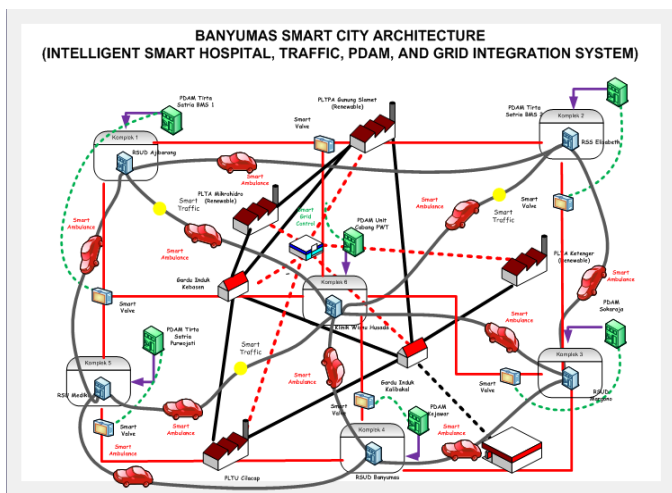 BANYUMAS SMART CITY ARCHITECTURE
(INTELLIGENT SMART HOSPITAL, TRAFFIC, PDAM, AND GRID INTEGRATION SYSTEM)
PDAM Tirta
Satria BMS 1
PLTPA Gunung Slamet
(Renewable)
PDAM Tirta
Satria BMS 2
Komplek 2
Komplek 1
Smart
Valve
RSUD Ajibarang
RSS Elisabeth
Smart Ambulance
PLTA Mikrohidro
(Renewable)
Smart
Traffic
Smart
Valve
Smart
Ambulance
Smart
Ambulance
Smart
Traffic
Smart
Grid
Control
PDAM Unit
Cabang PWT
Smart
Ambulance
PLTA Ketenger
(Renewable)
Gardu Induk
Kebasen
Komplek 6
Smart
Ambulance
Smart
Valve
PDAM
Sokaraja
PDAM Tirta
Satria
Purwojati
Klinik Wisnu Husada
Smart
Traffic
Smart
Ambulance
Komplek 3
Komplek 5
Smart
Ambulance
Gardu Induk
Kalibakal
Smart
Valve
RSU Medika
Smart
Ambulance
Smart
Valve
PDAM
Kejawar
RSUD
Smart
Valve
Komplek 4
Smart
Ambulance
Smart
Ambulance
PLTU Cilacap
RSUD Banyumas